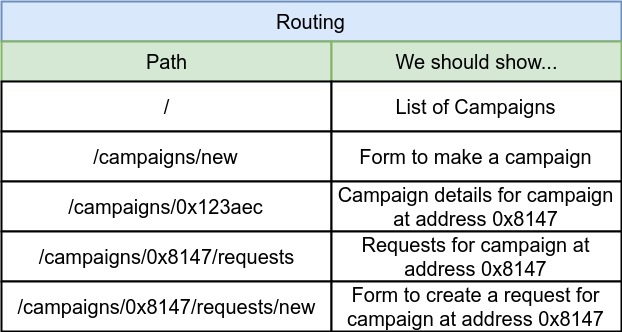 Routing
Path
We should show...
/
List of Campaigns
/campaigns/new
Form to make a campaign
/campaigns/0x123aec
Campaign details for campaign
at address 0x8147
/campaigns/0x8147/requests
Requests for campaign at
address 0x8147
/campaigns/0x8147/requests/new
Form to create a request for
campaign at address 0x8147